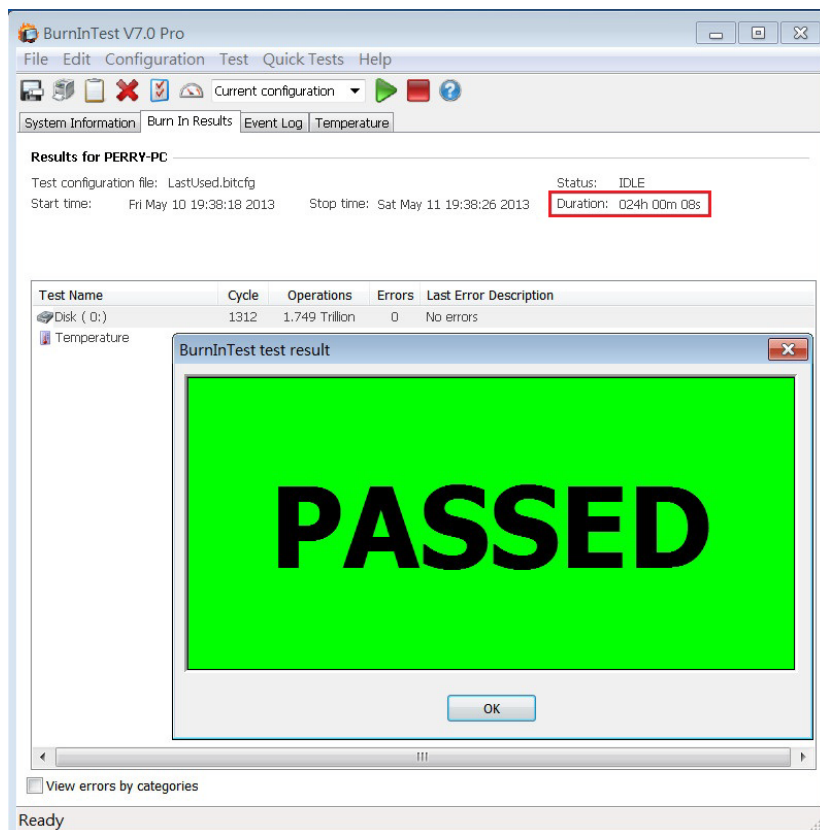 BurnInTest V7.0 Pro
File Edit Configuration Test Quick Tests Help
Current configuration
System Information Burn In Results Event Log Temperature
Results for PERRY-PC
Test configuration file: LastUsed.bitcfg Status: IDLE
Start time: Fri May 10 19:38:18 2013 Stop time: Sat May 11 19:38:26 2013 Duration: 024h 00m 08s
Test Name Cycle Operations Errors Last Error Description
Disk ( 0:) 1312 1.749 Trillion 0 No errors
Temperature
BurnInTest test result
PASSED
OK
View errors by categories
Ready